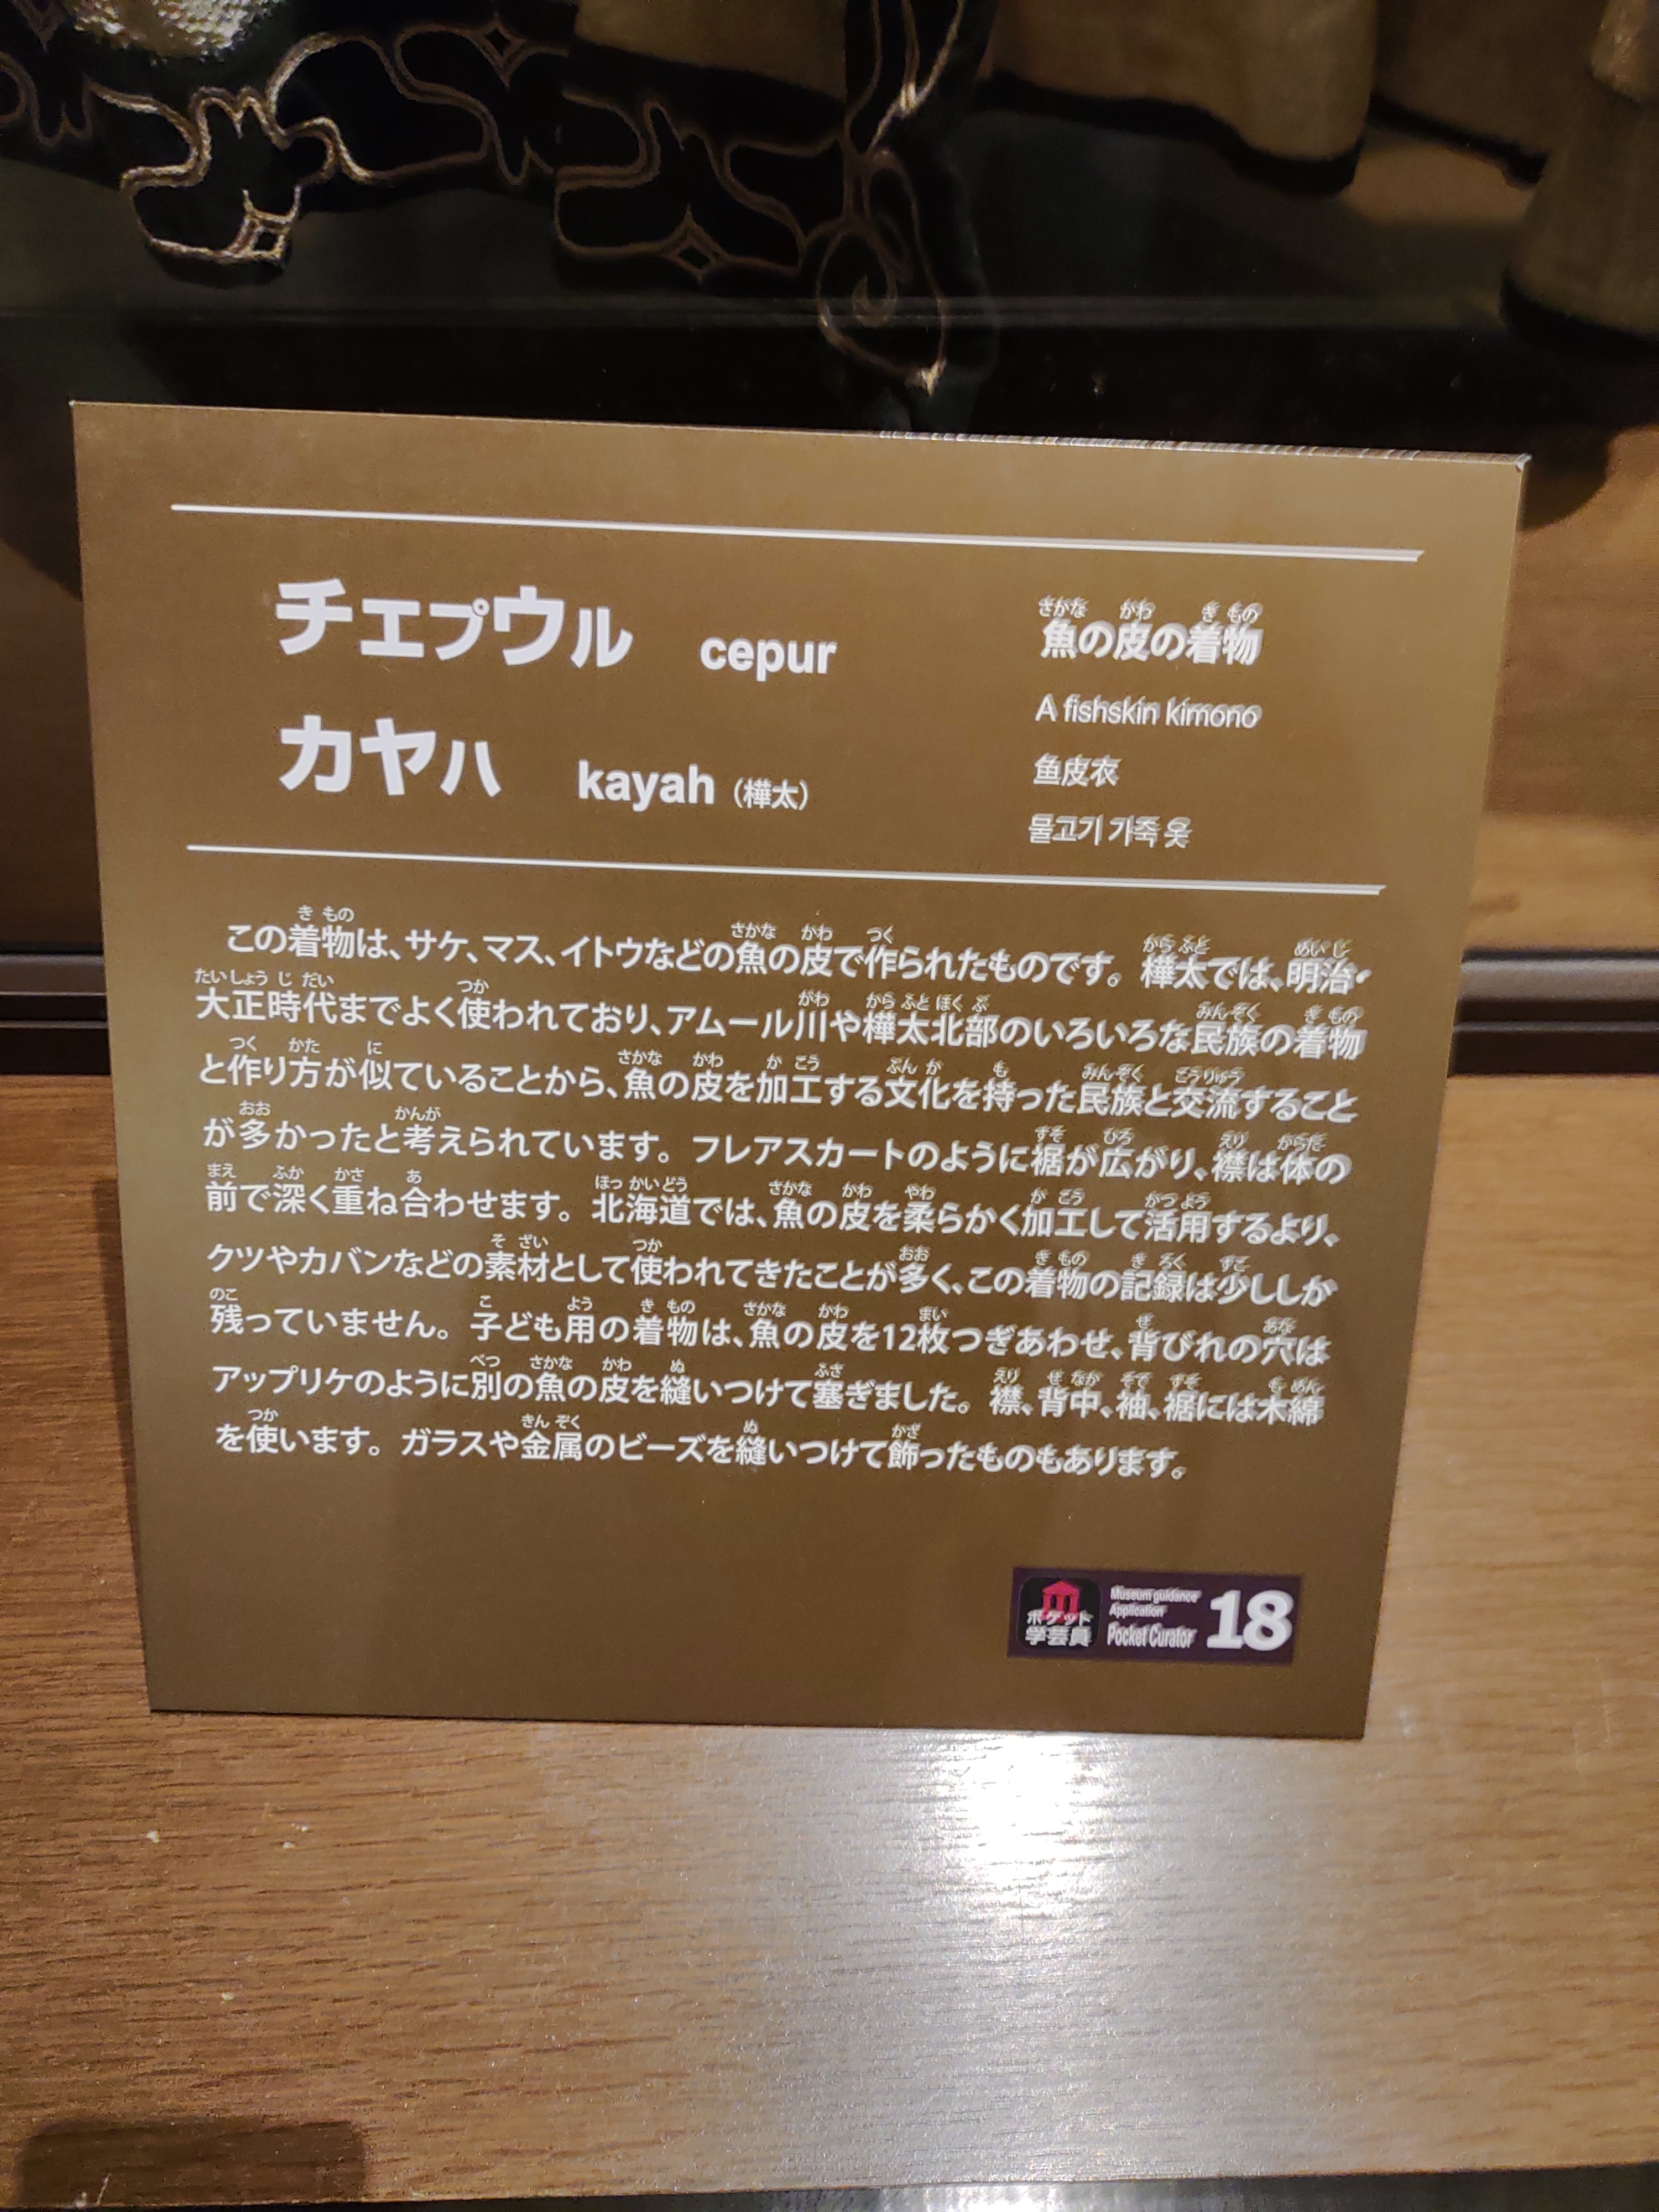 チェプウル cepur
カヤハ kayah（樺太）
魚の皮の着物
A fishskin kimono
鱼皮衣
물고기 가죽 옷
この着物は、サケ、マス、イトウなどの魚の皮で作られたものです。樺太では、明治・
大正時代までよく使われており、アムール川や樺太北部のいろいろな民族の着物
と作り方が似ていることから、魚の皮を加工する文化を持った民族と交流すること
が多かったと考えられています。フレアスカートのように裾が広がり、襟は体の
前で深く重ね合わせます。北海道では、魚の皮を柔らかく加工して活用するより、
クツやカバンなどの素材として使われてきたことが多く、この着物の記録は少ししか
残っていません。子ども用の着物は、魚の皮を12枚つぎあわせ、背びれの穴は
アップリケのように別の魚の皮を縫いつけて塞ぎました。襟、背中、袖、裾には木綿
を使います。ガラスや金属のビーズを縫いつけて飾ったものもあります。
ポケット
学芸員
Museum guidance
Application
Pocket Curator
18